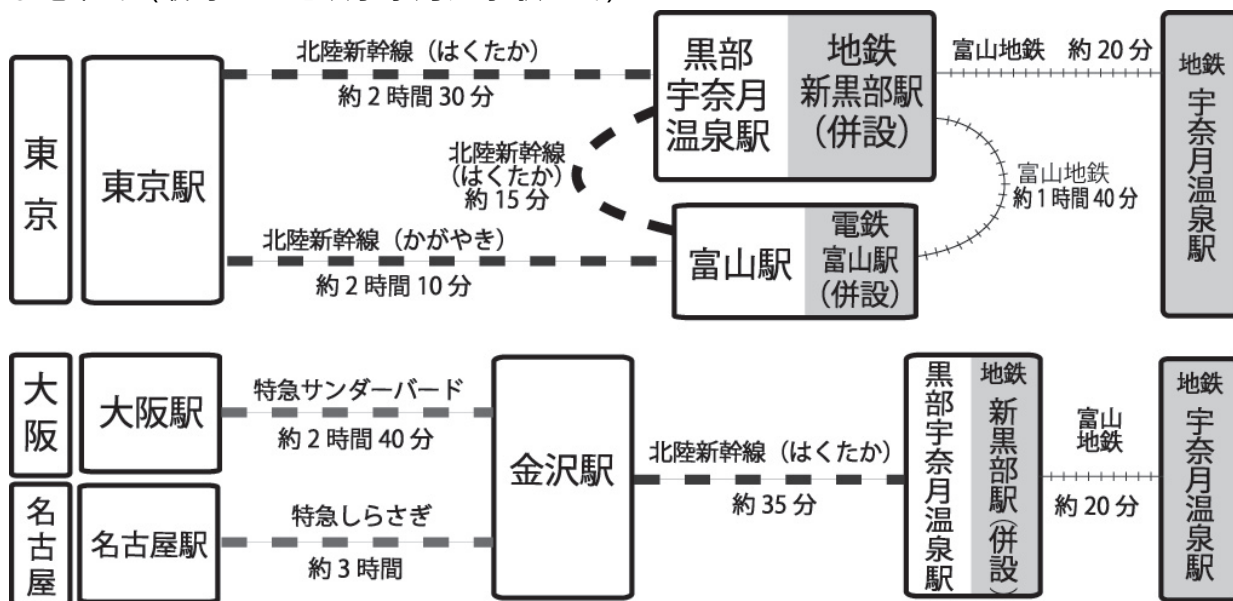 東京
東京駅
北陸新幹線（はくたか）
約2時間30分
北陸新幹線
（はくたか）
約15分
北陸新幹線（かがやき）
約2時間10分
黒部
宇奈月
温泉駅
地鉄
新黒部駅
（併設）
富山駅
電鉄
富山駅
（併設）
富山地鉄　約20分
富山地鉄
約1時間40分
地鉄
宇奈月温泉駅
大阪
大阪駅
特急サンダーバード
約2時間40分
名古屋
名古屋駅
特急しらさぎ
約3時間
金沢駅
北陸新幹線（はくたか）
約35分
黒部宇奈月温泉駅
地鉄
新黒部駅（併設）
富山
地鉄
約20分
地鉄
宇奈月温泉駅